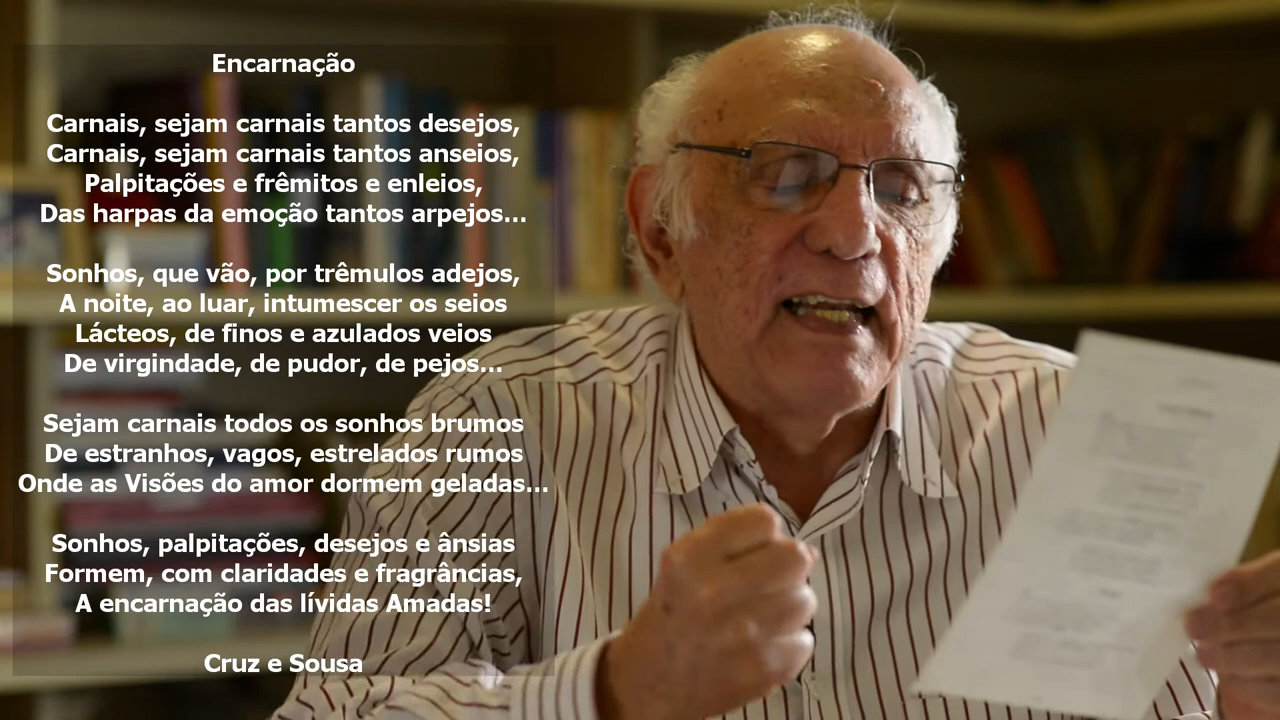 Encarnação
Carnais, sejam carnais tantos desejos,
Carnais, sejam carnais tantos anseios,
Palpitações e frêmitos e enleios,
Das harpas da emoção tantos arpejos...
Sonhos, que vão, por trêmulos adejos,
A noite, ao luar, intumescer os seios
Lácteos, de finos e azulados veios
De virgindade, de pudor, de pejos...
Sejam carnais todos os sonhos brumos
De estranhos, vagos, estrelados rumos
Onde as Visões do amor dormem geladas...
Sonhos, palpitações, desejos e ânsias
Formem, com claridades e fragrâncias,
A encarnação das lívidas Amadas!
Cruz e Sousa